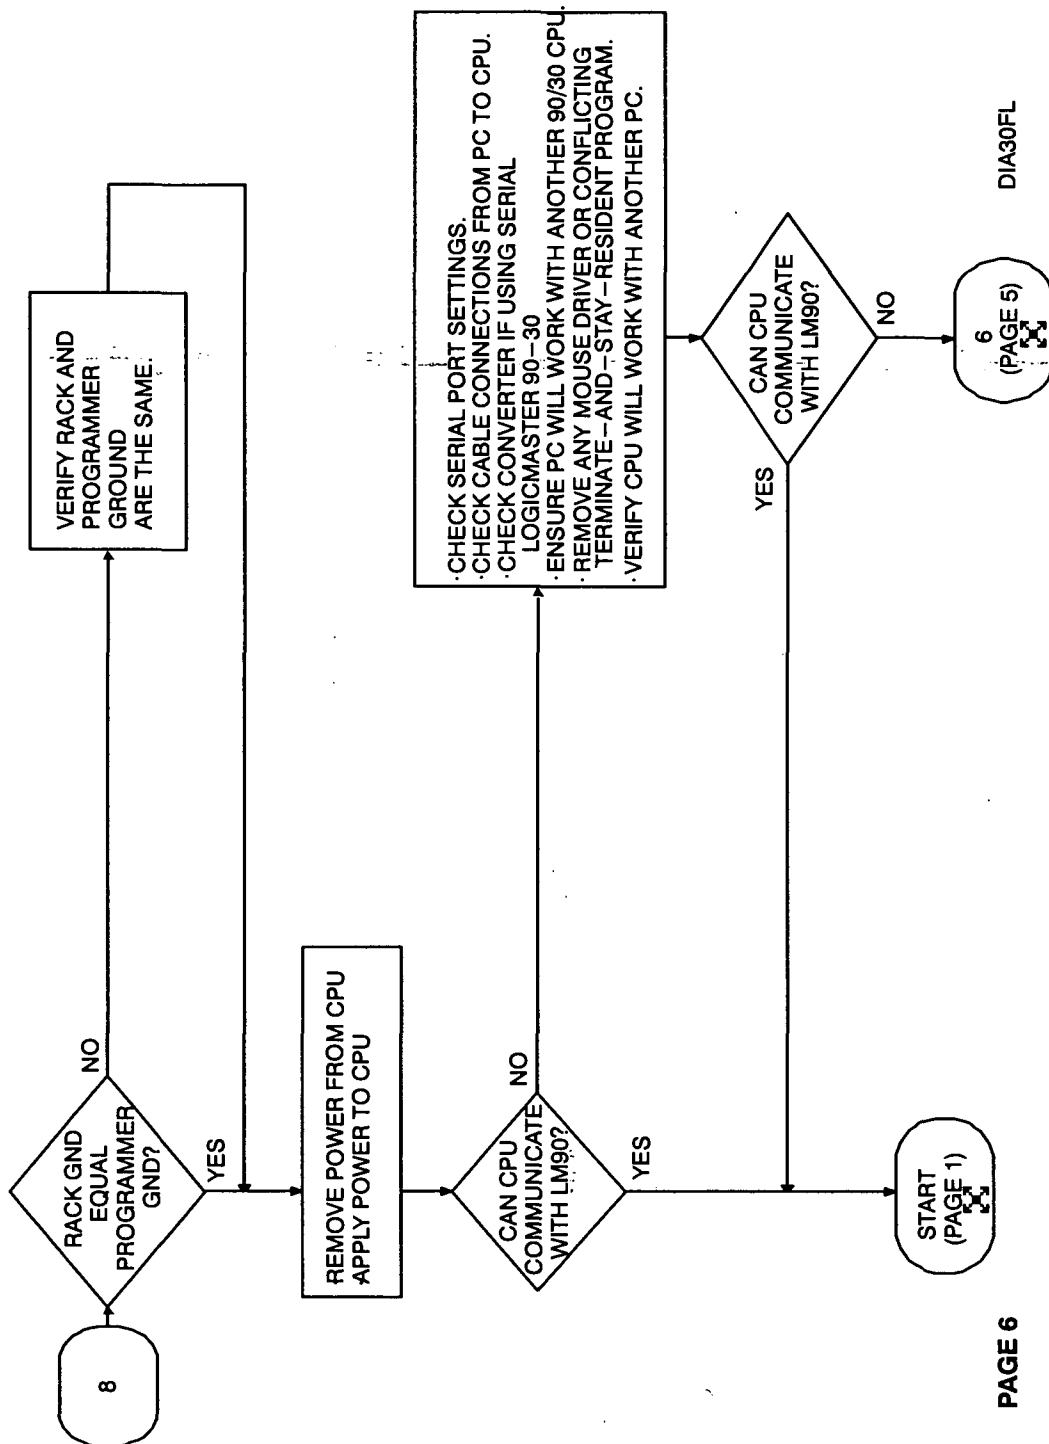 8
RACK GND
EQUAL
PROGRAMMER
GND?
NO
YES
VERIFY RACK AND
PROGRAMMER
GROUND
ARE THE SAME.
REMOVE POWER FROM CPU
APPLY POWER TO CPU
CAN CPU
COMMUNICATE
WITH LM90?
NO
YES
·CHECK SERIAL PORT SETTINGS.
·CHECK CABLE CONNECTIONS FROM PC TO CPU.
·CHECK CONVERTER IF USING SERIAL
LOGICMASTER 90–30
·ENSURE PC WILL WORK WITH ANOTHER 90/30 CPU.
·REMOVE ANY MOUSE DRIVER OR CONFLICTING
TERMINATE–AND–STAY–RESIDENT PROGRAM.
·VERIFY CPU WILL WORK WITH ANOTHER PC.
CAN CPU
COMMUNICATE
WITH LM90?
YES
NO
START
(PAGE 1)
6
(PAGE 5)
PAGE 6
DIA30FL